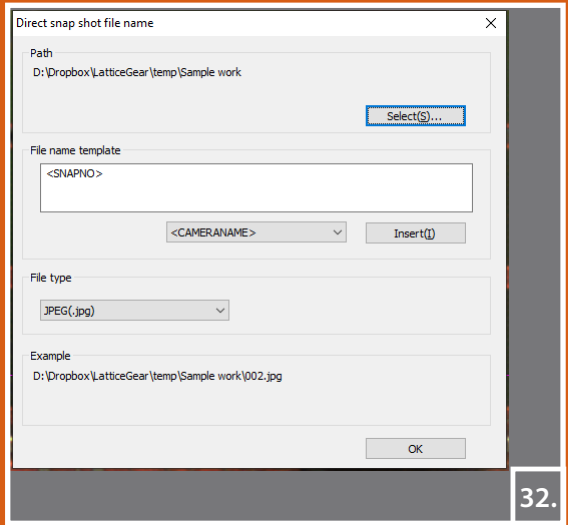 Direct snap shot file name
Path
D:\Dropbox\LatticeGear\temp\Sample work
Select(S)...
File name template
<SNAPNO>
<CAMERANAME>
Insert(I)
File type
JPEG(.jpg)
Example
D:\Dropbox\LatticeGear\temp\Sample work\002.jpg
OK
32.